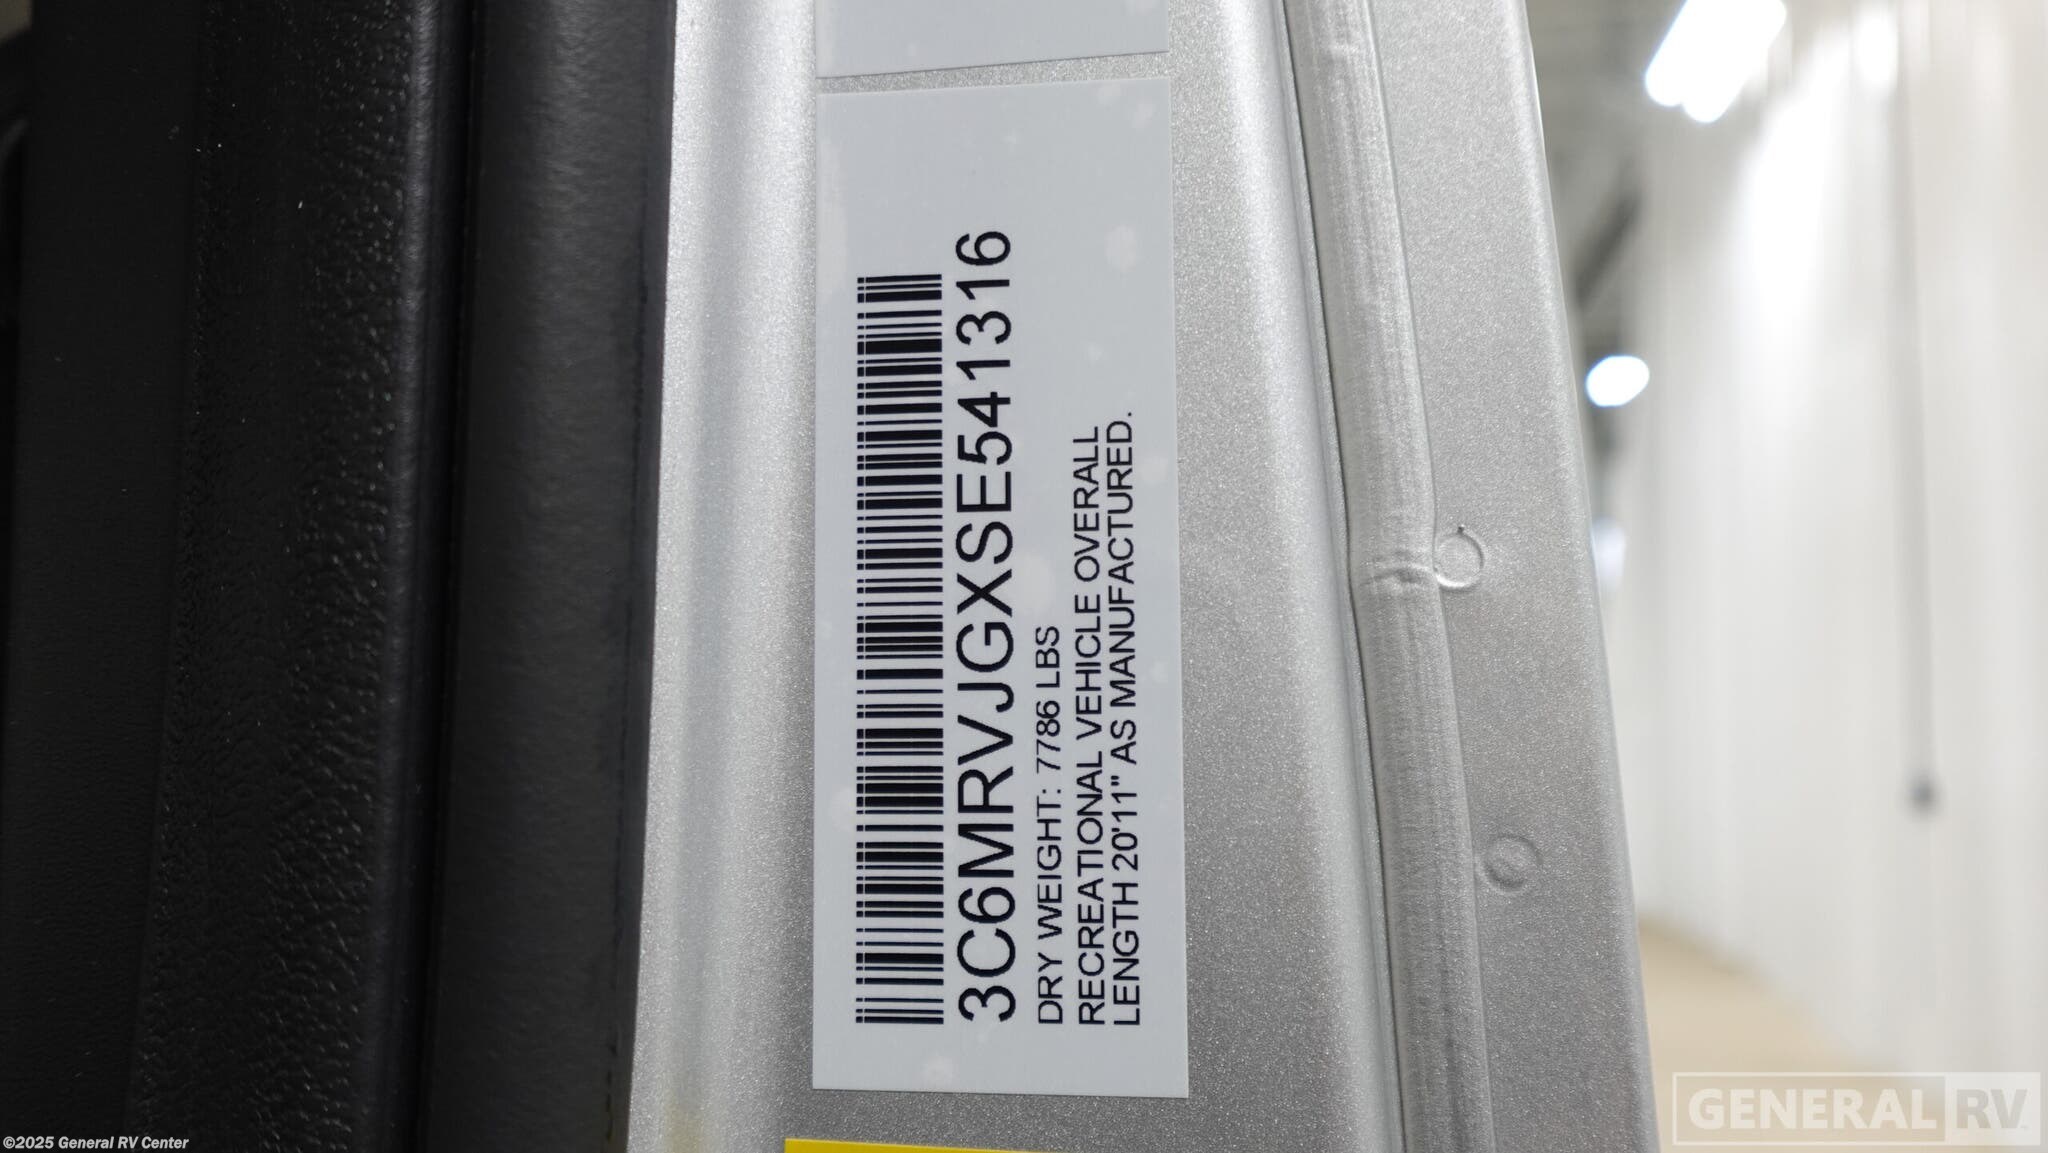 3C6MRVJGXSE541316
DRY WEIGHT: 7786 LBS
RECREATIONAL VEHICLE OVERALL
LENGTH 20'11" AS MANUFACTURED.
GENERAL RV
©2025 General RV Center